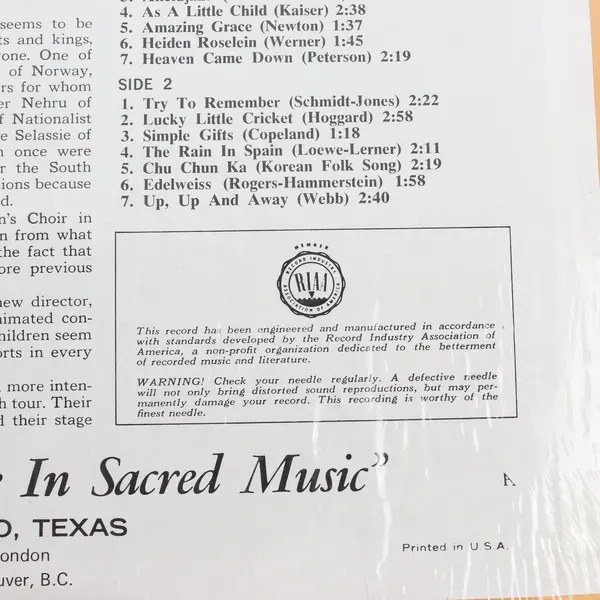 seems to be
ts and kings,
one. One of
of Norway,
rs for whom
er Nehru of
f Nationalist
e Selassie of
once were
r the South
ions because
d.
n's Choir in
n from what
the fact that
ore previous
new director,
nimated con-
hildren seem
orts in every
more inten-
h tour. Their
d their stage
4. As A Little Child (Kaiser) 2:38
5. Amazing Grace (Newton) 1:37
6. Heiden Roselein (Werner) 1:45
7. Heaven Came Down (Peterson) 2:19
SIDE 2
1. Try To Remember (Schmidt-Jones) 2:22
2. Lucky Little Cricket (Hoggard) 2:58
3. Simple Gifts (Copeland) 1:18
4. The Rain In Spain (Loewe-Lerner) 2:11
5. Chu Chun Ka (Korean Folk Song) 2:19
6. Edelweiss (Rogers-Hammerstein) 1:58
7. Up, Up And Away (Webb) 2:40
MEMBER
RECORD INDUSTRY
RIAA
ASSOCIATION OF AMERICA
This record has been engineered and manufactured in accordance
with standards developed by the Record Industry Association of
America, a non-profit organization dedicated to the betterment
of recorded music and literature.
WARNING! Check your needle regularly. A defective needle
will not only bring distorted sound reproductions, but may per-
manently damage your record. This recording is worthy of the
finest needle.
In Sacred Music"
A
O, TEXAS
ondon
Printed in U.S.A.
uver, B.C.